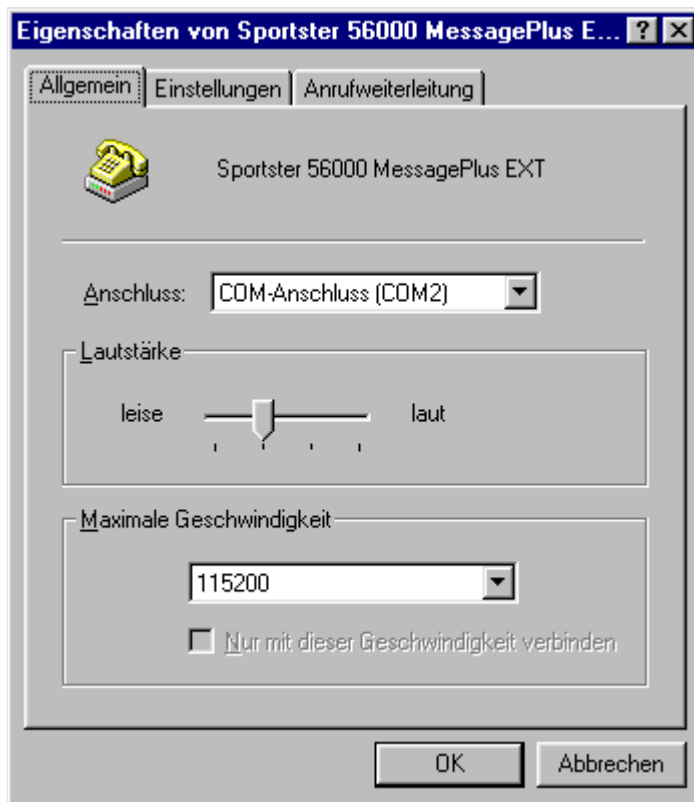 Eigenschaften von Sportster 56000 MessagePlus E...
Allgemein Einstellungen Anrufweiterleitung
Sportster 56000 MessagePlus EXT
Anschluss: COM-Anschluss (COM2)
Lautstärke
leise laut
Maximale Geschwindigkeit
115200
Nur mit dieser Geschwindigkeit verbinden
OK Abbrechen